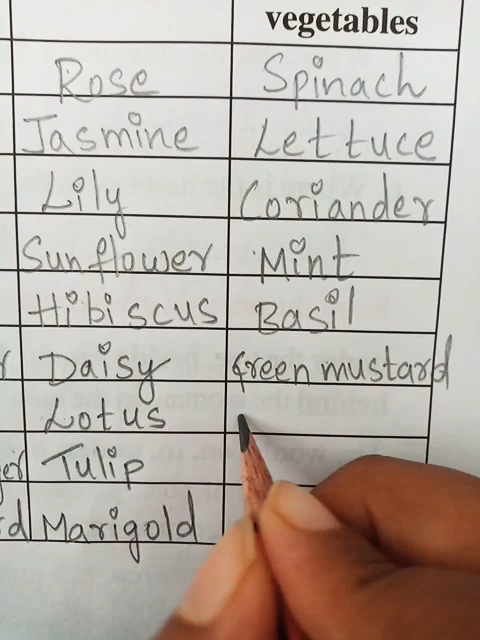 vegetables
Rose Spinach
Jasmine Lettuce
Lily Coriander
Sunflower Mint
Hibiscus Basil
Daisy Green mustard
Lotus
Tulip
Marigold